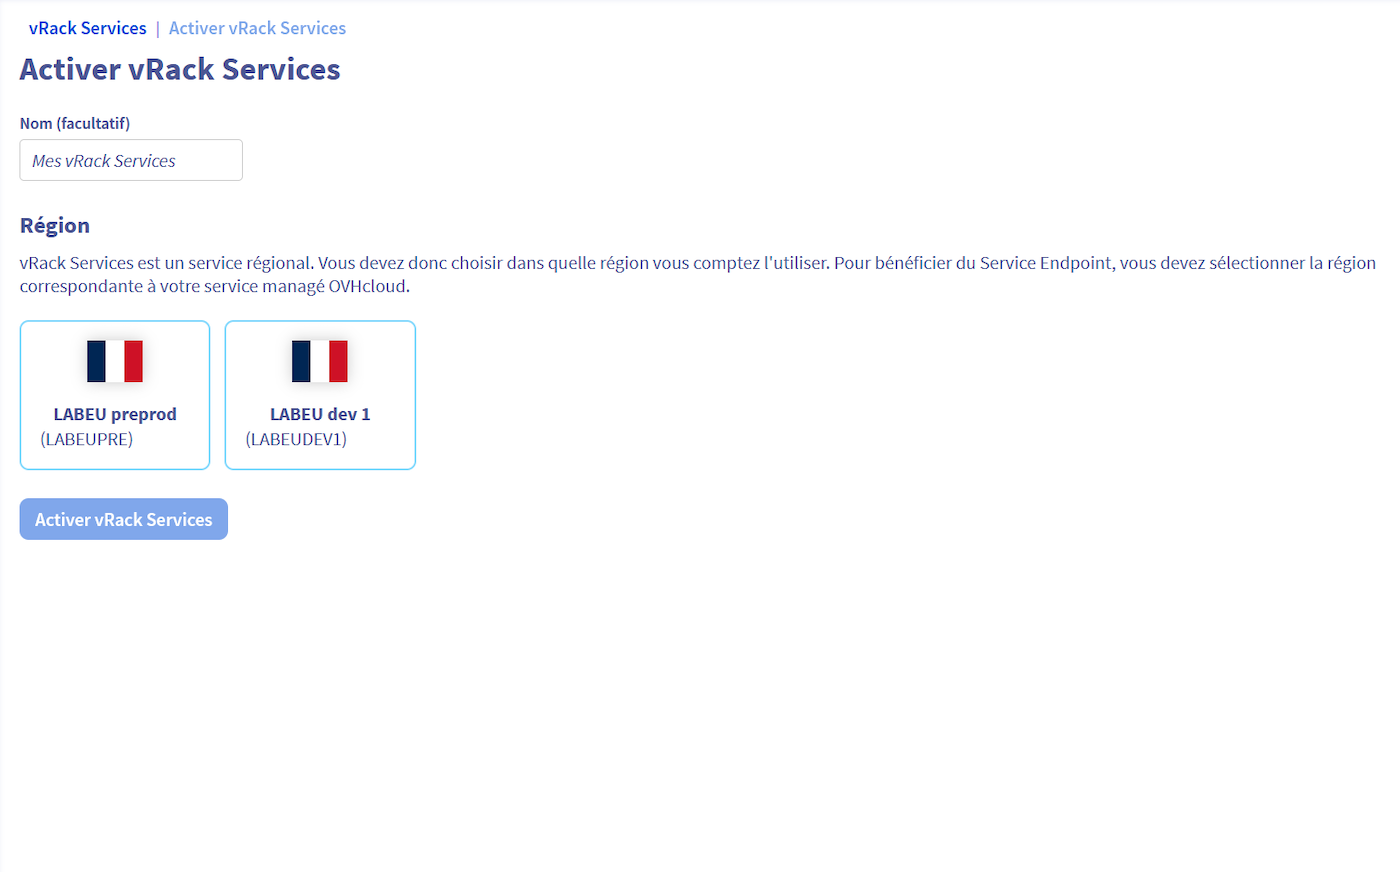 vRack Services | Activer vRack Services
Activer vRack Services
Nom (facultatif)
Mes vRack Services
Région
vRack Services est un service régional. Vous devez donc choisir dans quelle région vous comptez l'utiliser. Pour bénéficier du Service Endpoint, vous devez sélectionner la région
correspondante à votre service managé OVHcloud.
LABEU preprod
(LABEUPRE)
LABEU dev 1
(LABEUDEV1)
Activer vRack Services